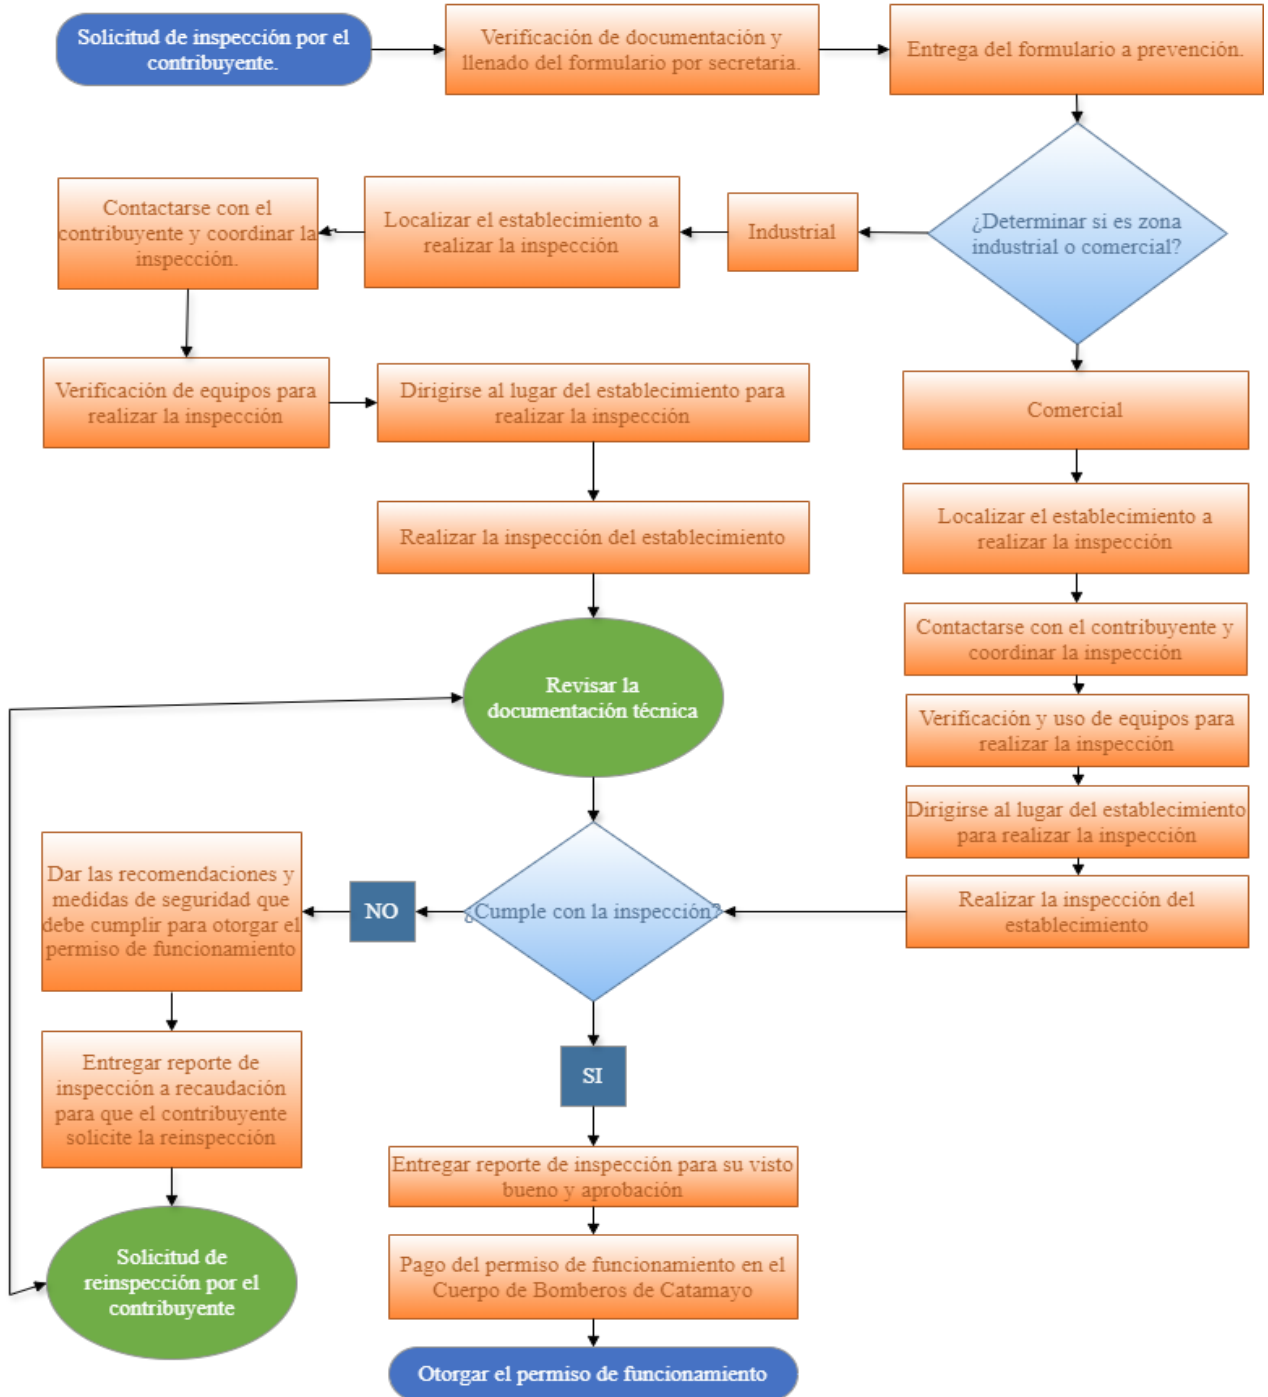 Solicitud de inspección por el
contribuyente.
Verificación de documentación y
llenado del formulario por secretaria.
Entrega del formulario a prevención.
¿Determinar si es zona
industrial o comercial?
Industrial
Localizar el establecimiento a
realizar la inspección
Contactarse con el
contribuyente y coordinar la
inspección.
Verificación de equipos para
realizar la inspección
Dirigirse al lugar del establecimiento para
realizar la inspección
Realizar la inspección del establecimiento
Revisar la
documentación técnica
Comercial
Localizar el establecimiento a
realizar la inspección
Contactarse con el contribuyente y
coordinar la inspección
Verificación y uso de equipos para
realizar la inspección
Dirigirse al lugar del establecimiento
para realizar la inspección
Realizar la inspección del
establecimiento
¿Cumple con la inspección?
NO
Dar las recomendaciones y
medidas de seguridad que
debe cumplir para otorgar el
permiso de funcionamiento
Entregar reporte de
inspección a recaudación
para que el contribuyente
solicite la reinspección
Solicitud de
reinspección por el
contribuyente
SI
Entregar reporte de inspección para su visto
bueno y aprobación
Pago del permiso de funcionamiento en el
Cuerpo de Bomberos de Catamayo
Otorgar el permiso de funcionamiento